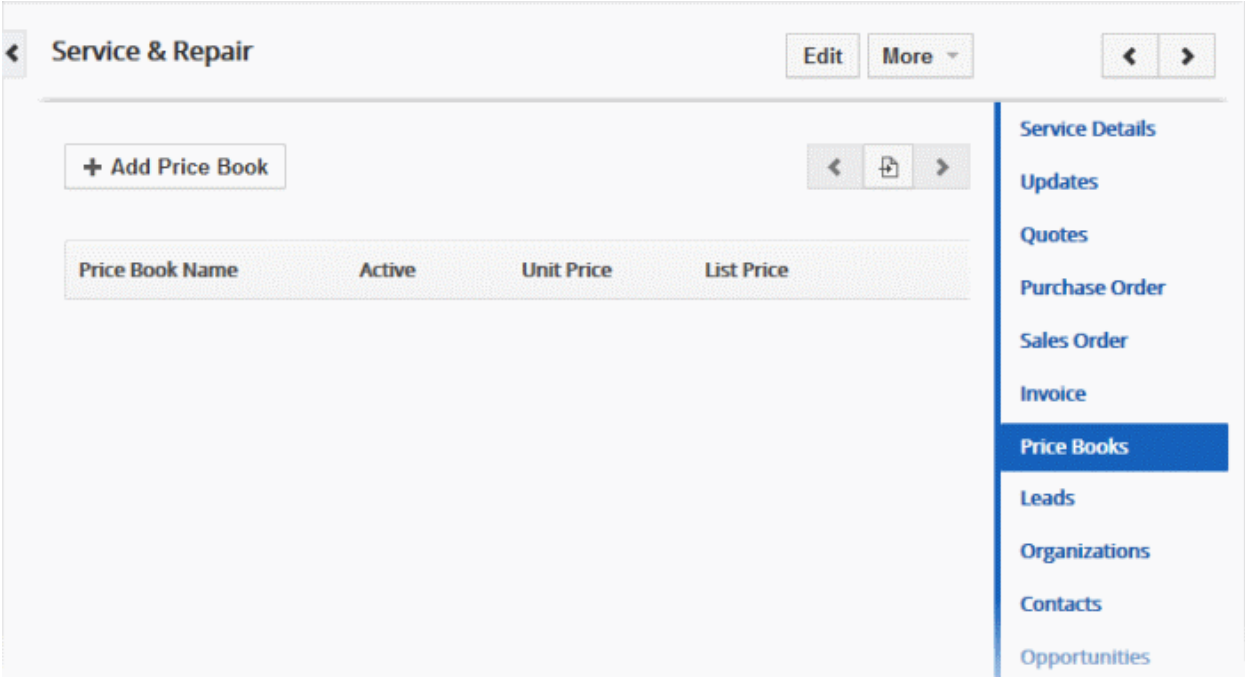 Service & Repair Edit More
+ Add Price Book
Price Book Name Active Unit Price List Price
Service Details
Updates
Quotes
Purchase Order
Sales Order
Invoice
Price Books
Leads
Organizations
Contacts
Opportunities